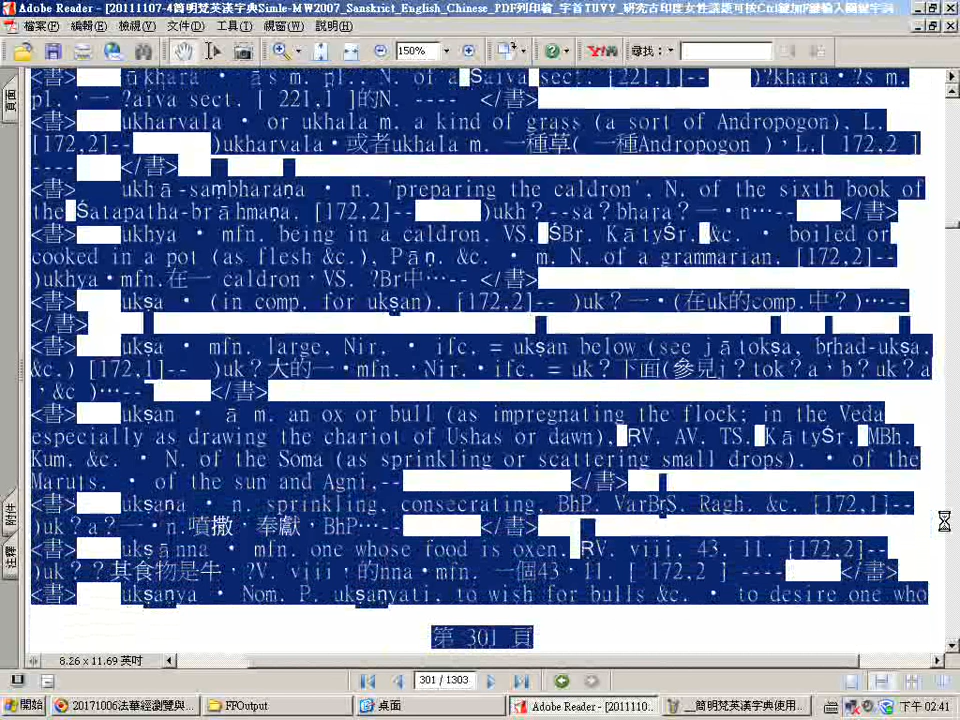 Adobe Reader - [20111107-4簡明梵英漢字典Simle-MW2007_Sanskrit_English_Chinese_PDF列印檔_字首TUVY_研究古印度女性議題可按Ctrl鍵加F鍵輸入關鍵字詞
檔案(F) 編輯(E) 檢視(V) 文件(D) 工具(T) 視窗(W) 說明(H)
150% 尋找：
頁面
<書> ākhara • ās m. pl., N. of a Śaiva sect. [221,1]-- )?khara•?s m.
pl., 一 ?aiva sect. [ 221,1 ]的N. ---- </書>
<書> ukharvala • or ukhala m. a kind of grass (a sort of Andropogon), L.
[172,2]-- )ukharvala•或者ukhala m. 一種草( 一種Andropogon )，L.[ 172,2 ]
---- </書>
<書> ukhā-sambharaṇa • n. 'preparing the caldron', N. of the sixth book of
the Śatapatha-brāhmaṇa. [172,2]-- )ukh？--sa？bhara？一•n…-- </書>
<書> ukhya • mfn. being in a caldron. VS. ŚBr. KātyŚr. &c. • boiled or
cooked in a pot (as flesh &c.), Pāṇ. &c. • m. N. of a grammarian. [172,2]--
)ukhya•mfn.在一 caldron，VS. ?Br中…-- </書>
<書> ukṣa • (in comp. for ukṣan). [172,2]-- )uk？一•(在uk的comp.中？)…--
</書>
<書> ukṣa • mfn. large, Nir. • ifc. = ukṣan below (see jātokṣa, bṛhad-ukṣa,
&c.) [172,1]-- )uk？大的一•mfn.，Nir.•ifc. = uk？下面(參見j？tok？a，b？uk？a
，&c )…-- </書>
<書> ukṣan • ā m. an ox or bull (as impregnating the flock; in the Veda
especially as drawing the chariot of Ushas or dawn), RV. AV. TS. KātyŚr. MBh.
Kum. &c. • N. of the Soma (as sprinkling or scattering small drops). • of the
Maruts. • of the sun and Agni,-- </書>
<書> ukṣaṇa • n. sprinkling, consecrating, BhP. VarBṛS. Ragh. &c. [172,1]--
)uk？a？一•n.噴撒 奉獻，BhP…-- </書>
<書> ukṣānna • mfn. one whose food is oxen, RV. viii, 43, 11. [172,2]--
)uk？？其食物是牛，?V. viii，的nna•mfn. 一個43，11. [ 172,2 ] ---- </書>
<書> ukṣaṇya • Nom. P. ukṣaṇyati, to wish for bulls &c. • to desire one who
第 301 頁
附件
注釋
8.26 x 11.69 英吋
301 / 1303
開始 20171006法華經瀏覽與... FFOutput 桌面 Adobe Reader - [2011110... __簡明梵英漢字典使用... 下午 02:41